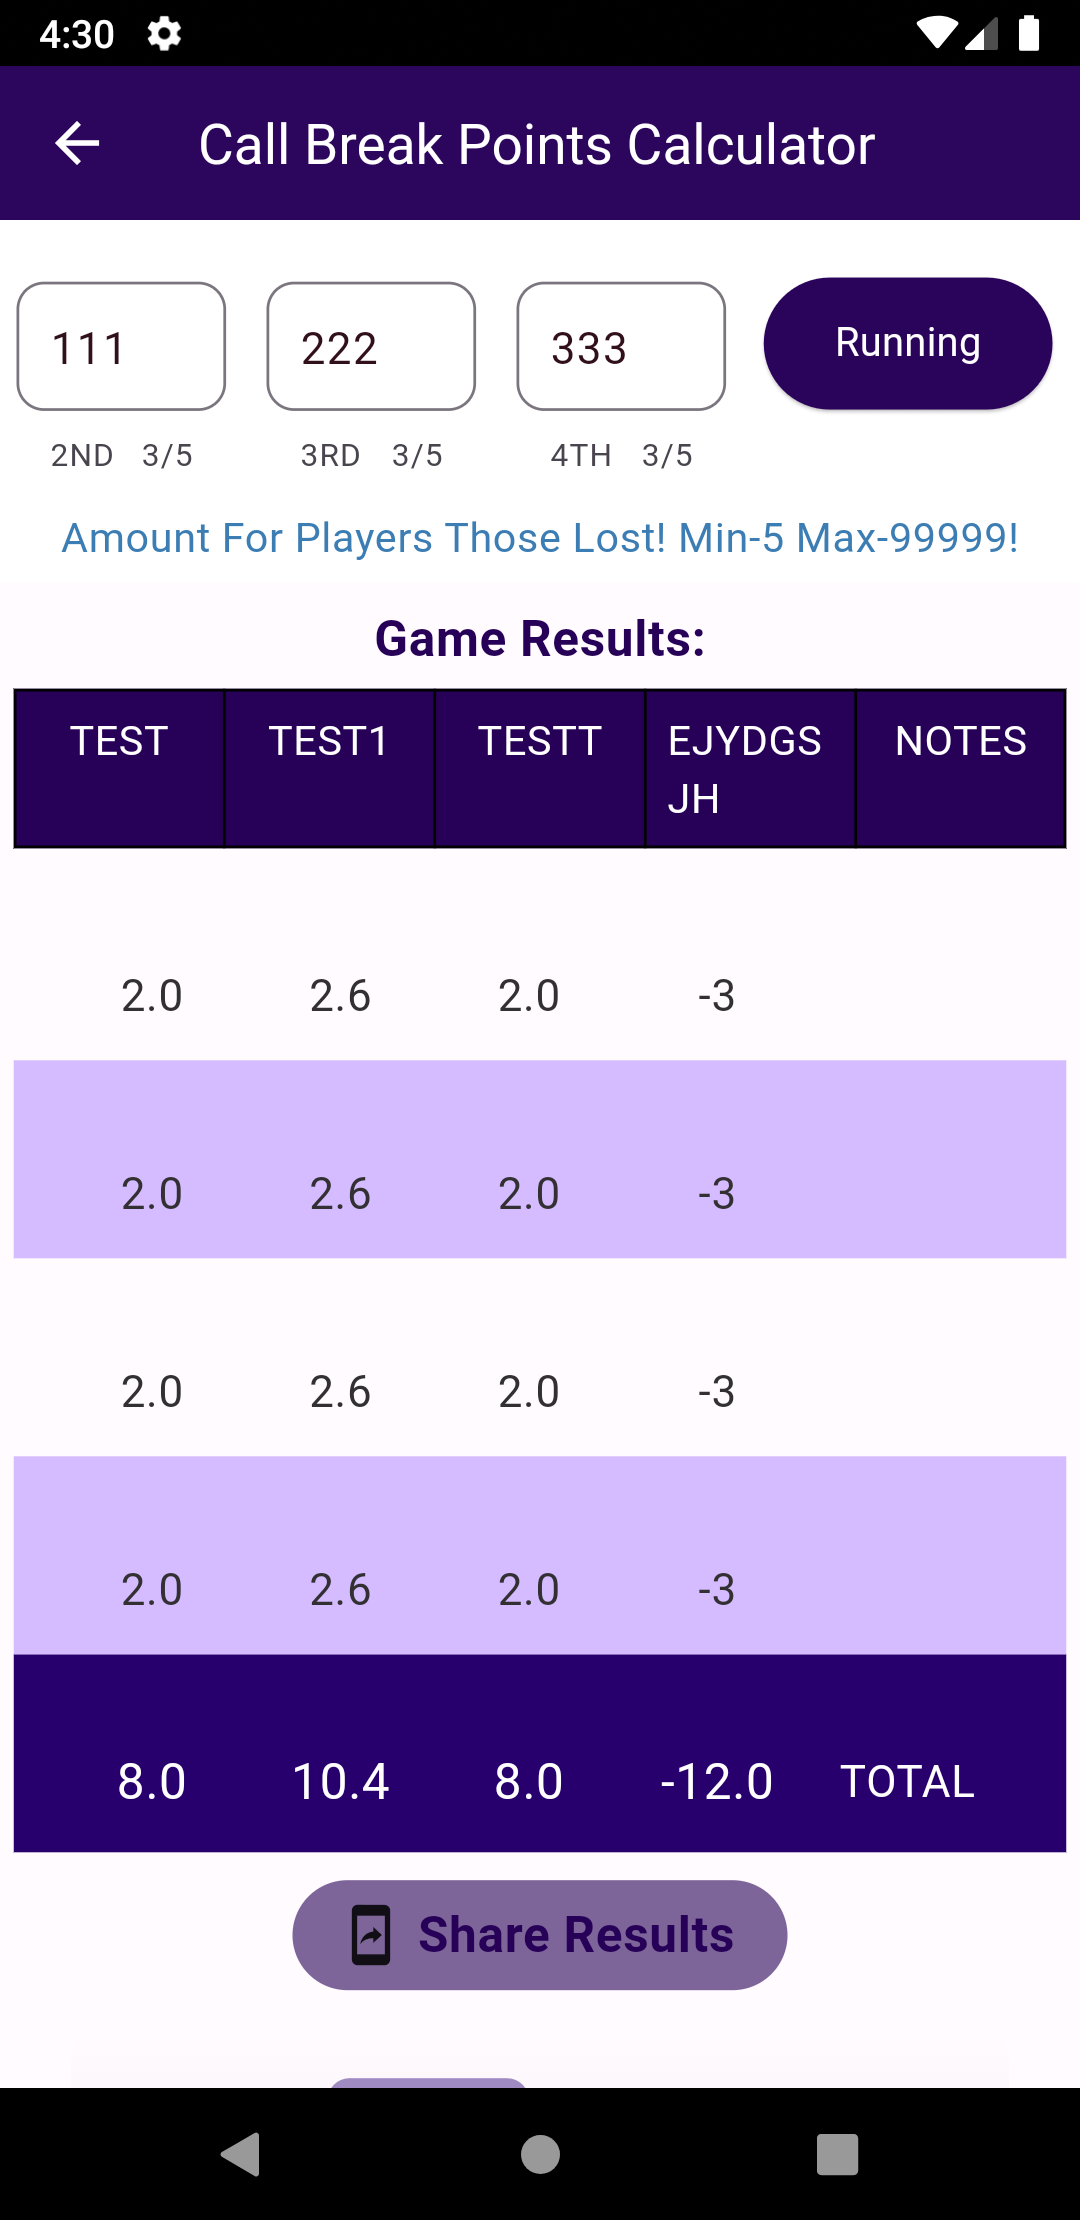 4:30
Call Break Points Calculator
111 222 333 Running
2ND 3/5 3RD 3/5 4TH 3/5
Amount For Players Those Lost! Min-5 Max-99999!
Game Results:
TEST TEST1 TESTT EJYDGS NOTES
JH
2.0 2.6 2.0 -3
2.0 2.6 2.0 -3
2.0 2.6 2.0 -3
2.0 2.6 2.0 -3
8.0 10.4 8.0 -12.0 TOTAL
Share Results